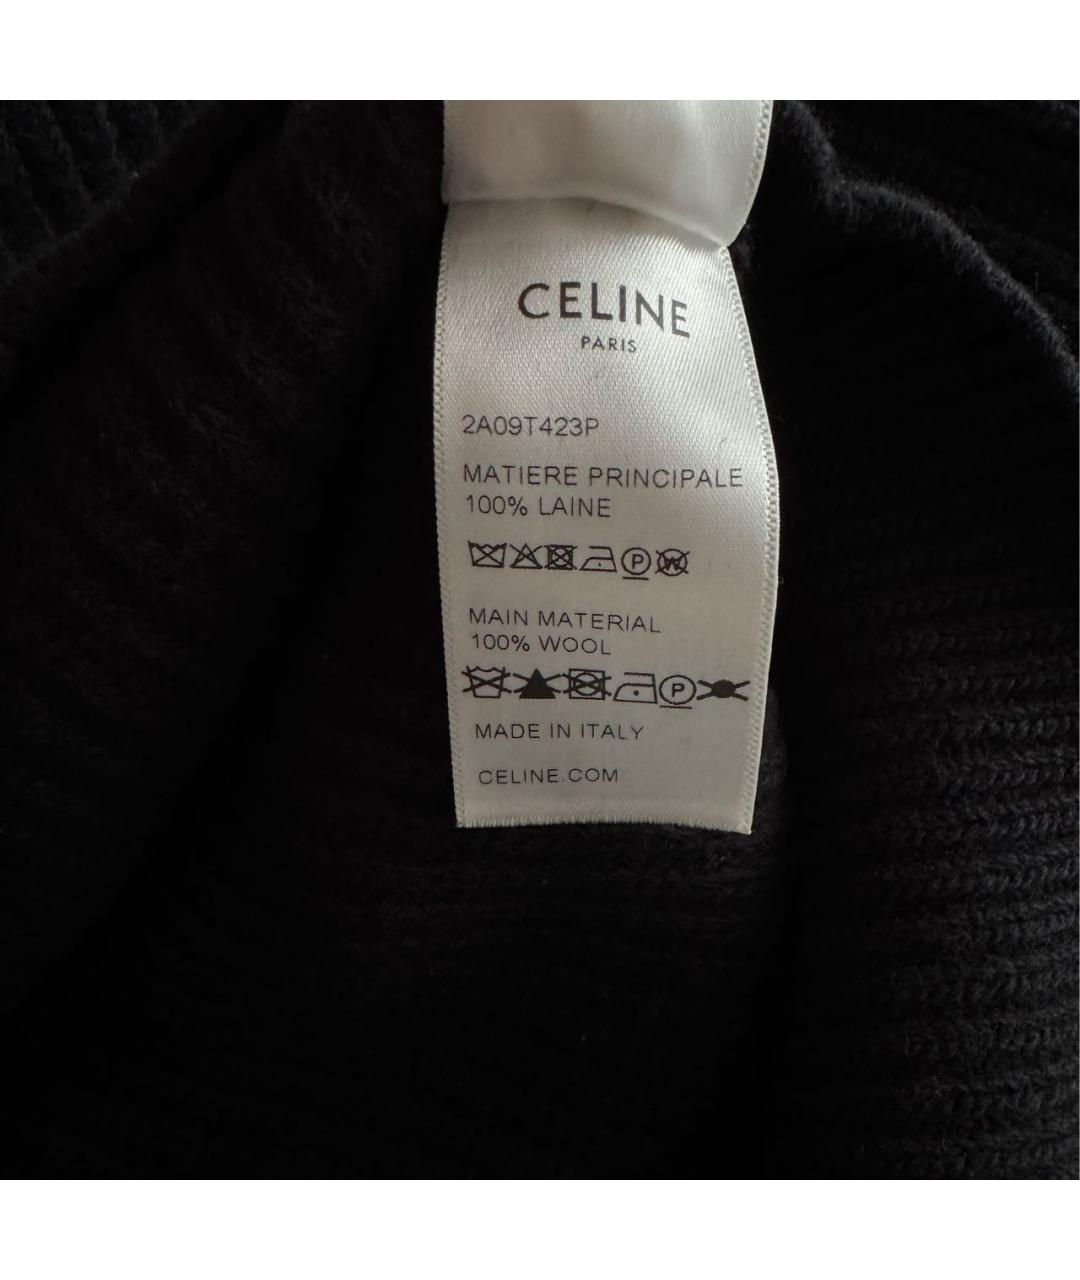 CELINE
PARIS
2A09T423P
MATIERE PRINCIPALE
100% LAINE
P W
MAIN MATERIAL
100% WOOL
P
MADE IN ITALY
CELINE.COM